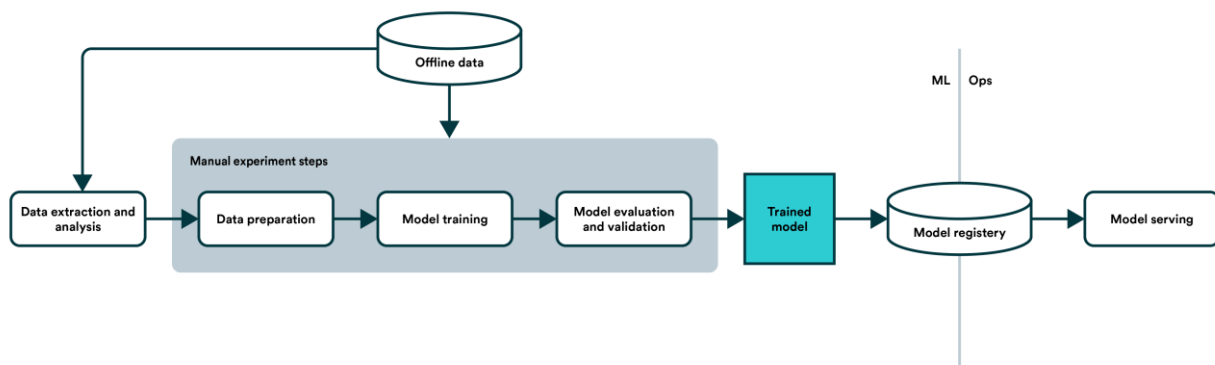 Offline data
ML
Ops
Manual experiment steps
Data extraction and
analysis
Data preparation
Model training
Model evaluation
and validation
Trained
model
Model registery
Model serving